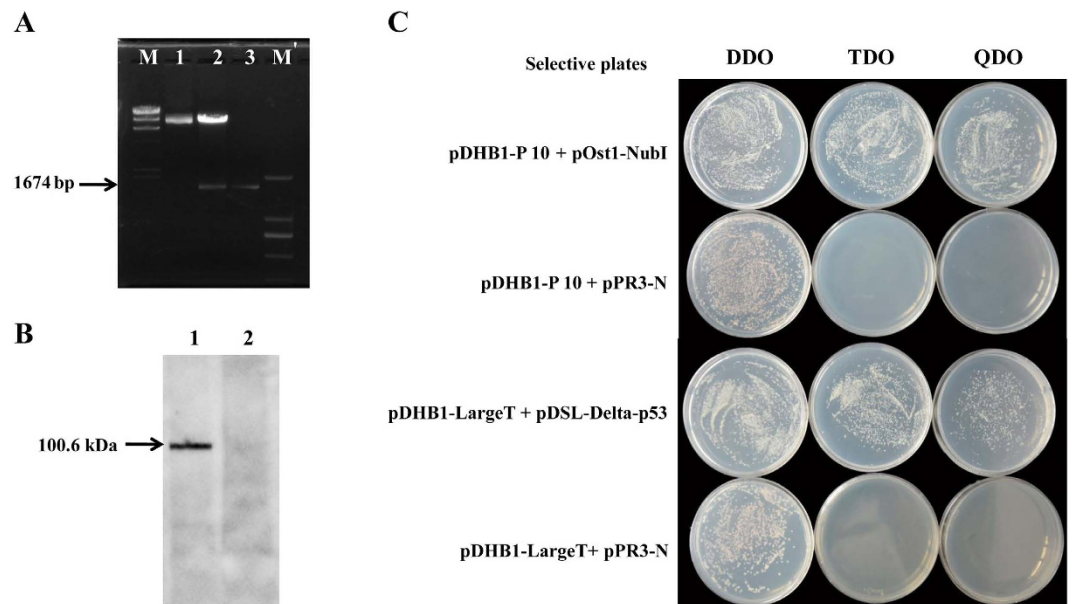 A
M 1 2 3 M'
1674 bp
B
1 2
100.6 kDa
C
Selective plates DDO TDO QDO
pDHB1-P 10 + pOst1-NubI
pDHB1-P 10 + pPR3-N
pDHB1-LargeT + pDSL-Delta-p53
pDHB1-LargeT+ pPR3-N